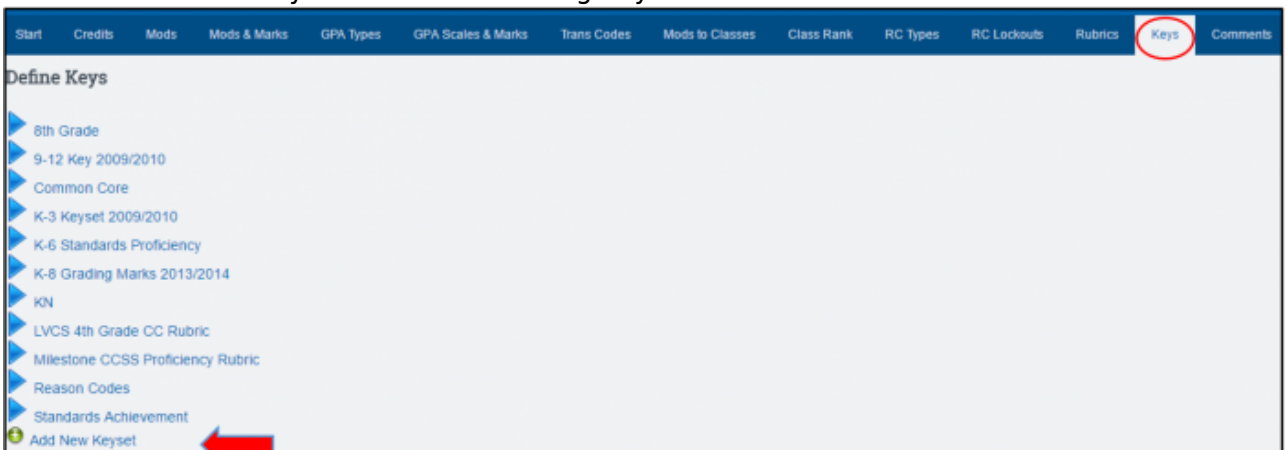 Start Credits Mods Mods & Marks GPA Types GPA Scales & Marks Trans Codes Mods to Classes Class Rank RC Types RC Lockouts Rubrics Keys Comments
Define Keys
8th Grade
9-12 Key 2009/2010
Common Core
K-3 Keyset 2009/2010
K-6 Standards Proficiency
K-8 Grading Marks 2013/2014
KN
LVCS 4th Grade CC Rubric
Milestone CCSS Proficiency Rubric
Reason Codes
Standards Achievement
Add New Keyset